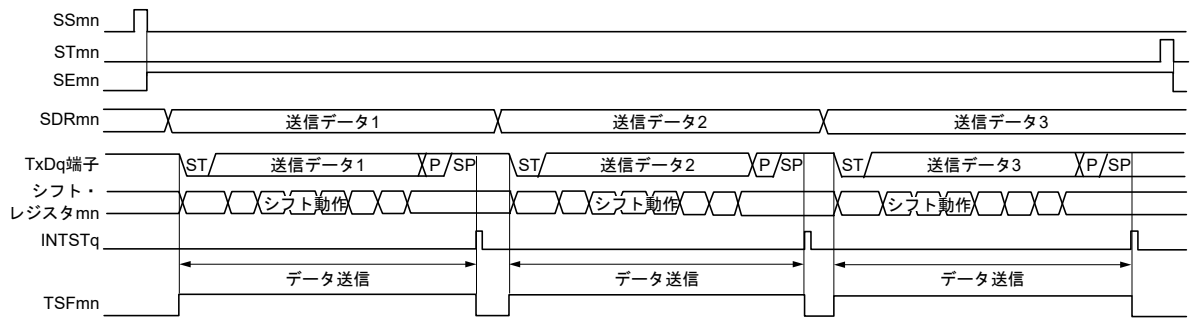 SSmn
STmn
SEmn
SDRmn 送信データ1 送信データ2 送信データ3
TxDq端子 ST 送信データ1 P SP ST 送信データ2 P SP ST 送信データ3 P SP
シフト・
レジスタmn シフト動作 シフト動作 シフト動作
INTSTq
データ送信 データ送信 データ送信
TSFmn